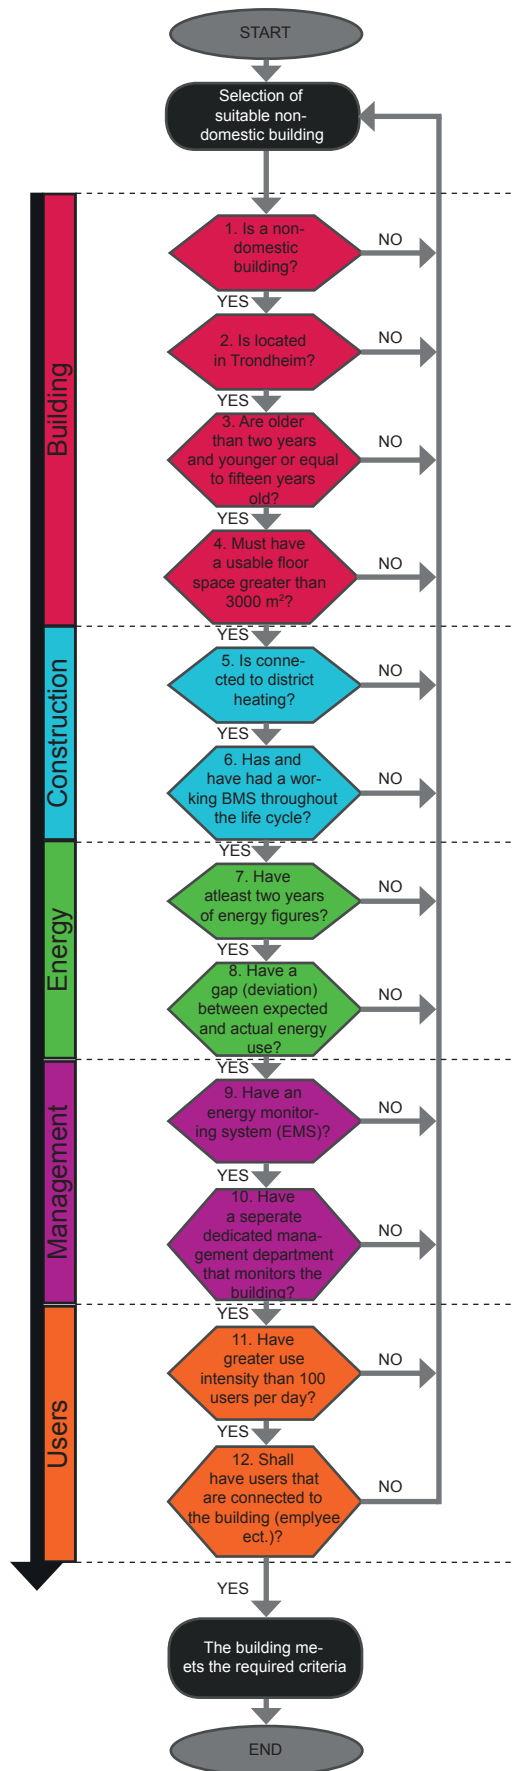 START
Selection of
suitable non-
domestic building
Building
1. Is a non-
domestic
building?
NO
YES
2. Is located
in Trondheim?
NO
YES
3. Are older
than two years
and younger or equal
to fifteen years
old?
NO
YES
4. Must have
a usable floor
space greater than
3000 m²?
NO
YES
Construction
5. Is conne-
cted to district
heating?
NO
YES
6. Has and
have had a wor-
king BMS throughout
the life cycle?
NO
YES
Energy
7. Have
atleast two years
of energy figures?
NO
YES
8. Have a
gap (deviation)
between expected
and actual energy
use?
NO
YES
Management
9. Have an
energy monitor-
ing system (EMS)?
NO
YES
10. Have
a seperate
dedicated mana-
gement department
that monitors the
building?
NO
YES
Users
11. Have
greater use
intensity than 100
users per day?
NO
YES
12. Shall
have users that
are connected to
the building (emplyee
ect.)?
NO
YES
The building me-
ets the required criteria
END